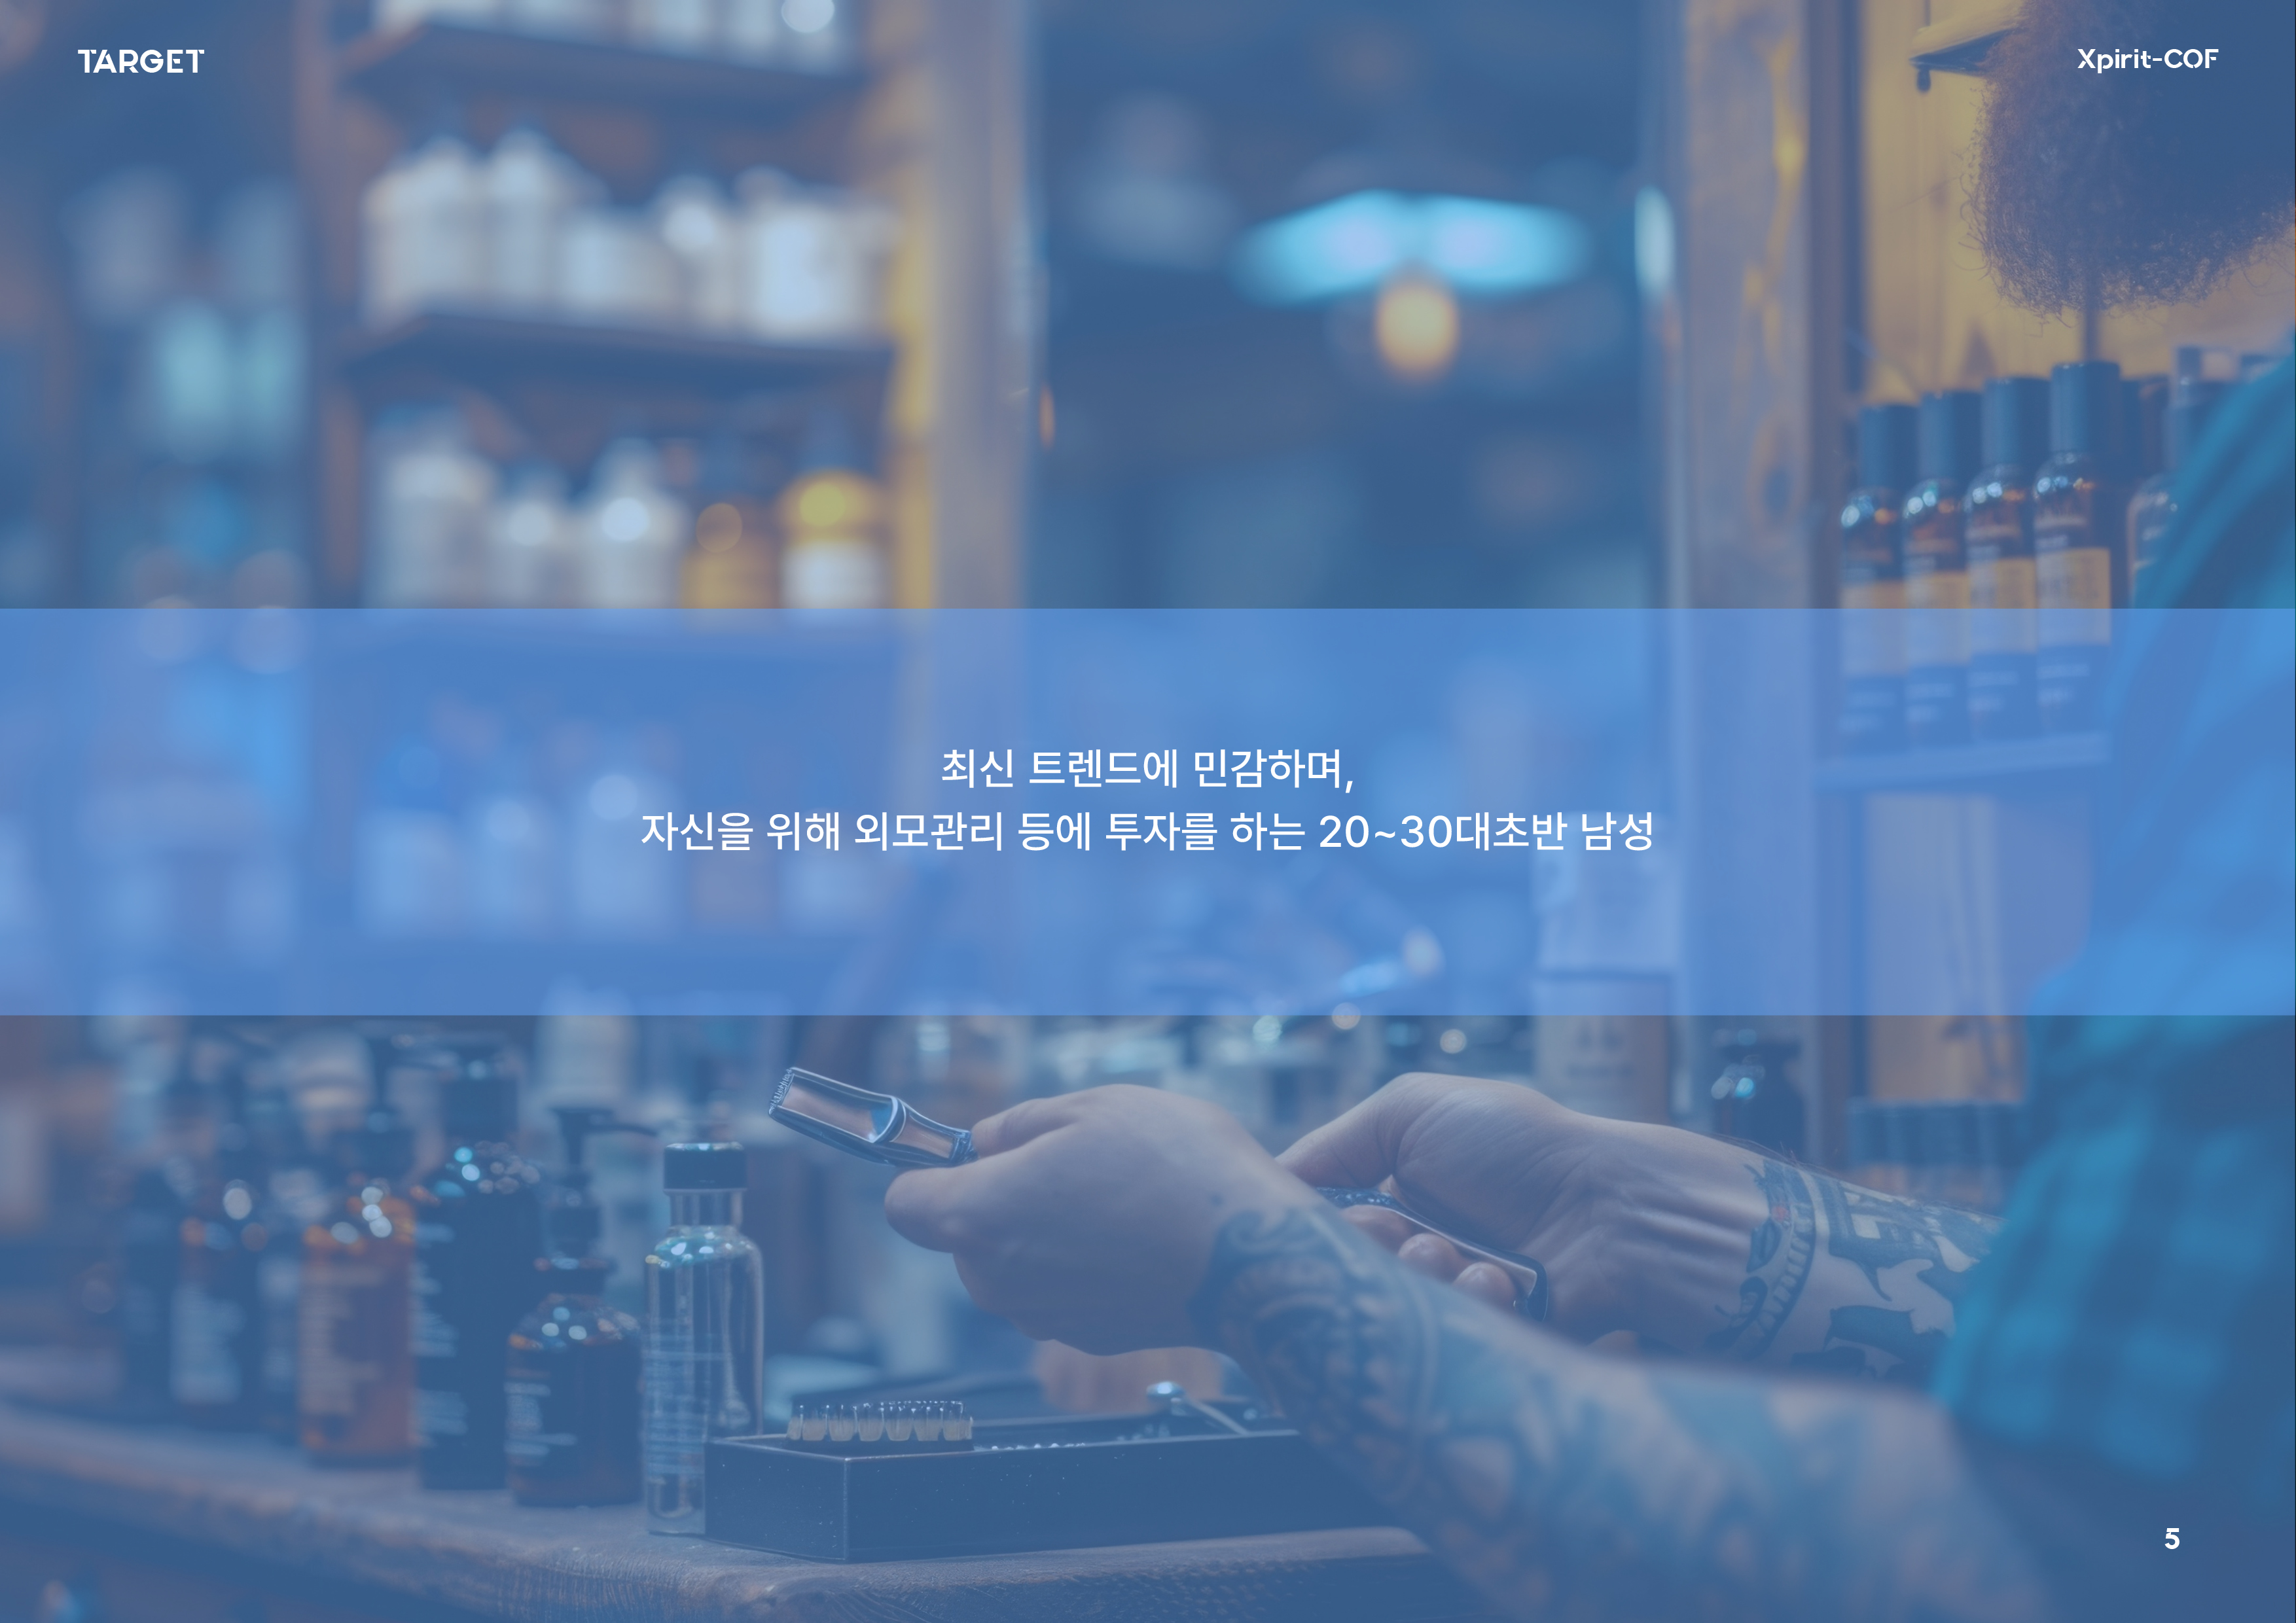 TARGET
Xpirit-COF
최신 트렌드에 민감하며,
자신을 위해 외모관리 등에 투자를 하는 20~30대초반 남성
5